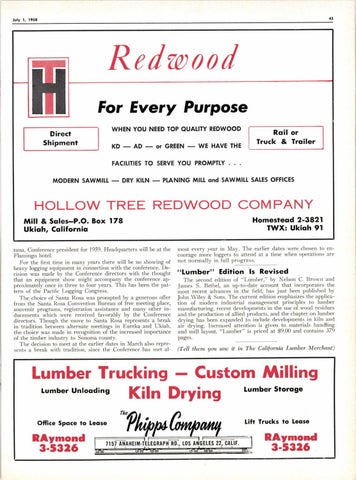 July 1, 1958
45
Redwood
HT
For Every Purpose
Direct
Shipment
WHEN YOU NEED TOP QUALITY REDWOOD
KD — AD — or GREEN — WE HAVE THE
FACILITIES TO SERVE YOU PROMPTLY . . .
Rail or
Truck & Trailer
MODERN SAWMILL — DRY KILN — PLANING MILL and SAWMILL SALES OFFICES
HOLLOW TREE REDWOOD COMPANY
Mill & Sales–P.O. Box 178
Ukiah, California
Homestead 2-3821
TWX: Ukiah 91
tuna, Conference president for 1959. Headquarters will be at the
Flamingo hotel.
For the first time in many years there will be no showing of
heavy logging equipment in connection with the conference. De-
cision was made by the Conference directors with the thought
that an equipment show might accompany the conference ap-
proximately once in three to four years. This has been the pat-
tern of the Pacific Logging Congress.
The choice of Santa Rosa was prompted by a generous offer
from the Santa Rosa Convention Bureau of free meeting place,
souvenir programs, registration assistance and many other in-
ducements which were received favorably by the Conference
directors. Though the move to Santa Rosa represents a break
in tradition between alternate meetings in Eureka and Ukiah,
the choice was made in recognition of the increased importance
of the timber industry to Sonoma county.
The decision to meet at the earlier dates in March also repre-
sents a break with tradition, since the Conference has met al-
most every year in May. The earlier dates were chosen to en-
courage more loggers to attend at a time when operations are
not normally in full progress.
"Lumber" Edition Is Revised
The second edition of "Lumber," by Nelson C. Brown and
James S. Bethel, an up-to-date account that incorporates the
most recent advances in the field, has just been published by
John Wiley & Sons. The current edition emphasizes the applica-
tion of modern industrial management principles to lumber
manufacturing, recent developments in the use of wood residues
and the production of allied products, and the chapter on lumber
drying has been expanded to include developments in kiln and
air drying. Increased attention is given to materials handling
and mill layout. "Lumber" is priced at $9.00 and contains 379
pages.
(Tell them you saw it in The California Lumber Merchant)
Lumber Trucking — Custom Milling
Lumber Unloading
Kiln Drying
Lumber Storage
Office Space to Lease
The Phipps Company
Lift Trucks to Lease
RAymond
3-5326
7157 ANAHEIM-TELEGRAPH RD., LOS ANGELES 22, CALIF.
RAymond
3-5326